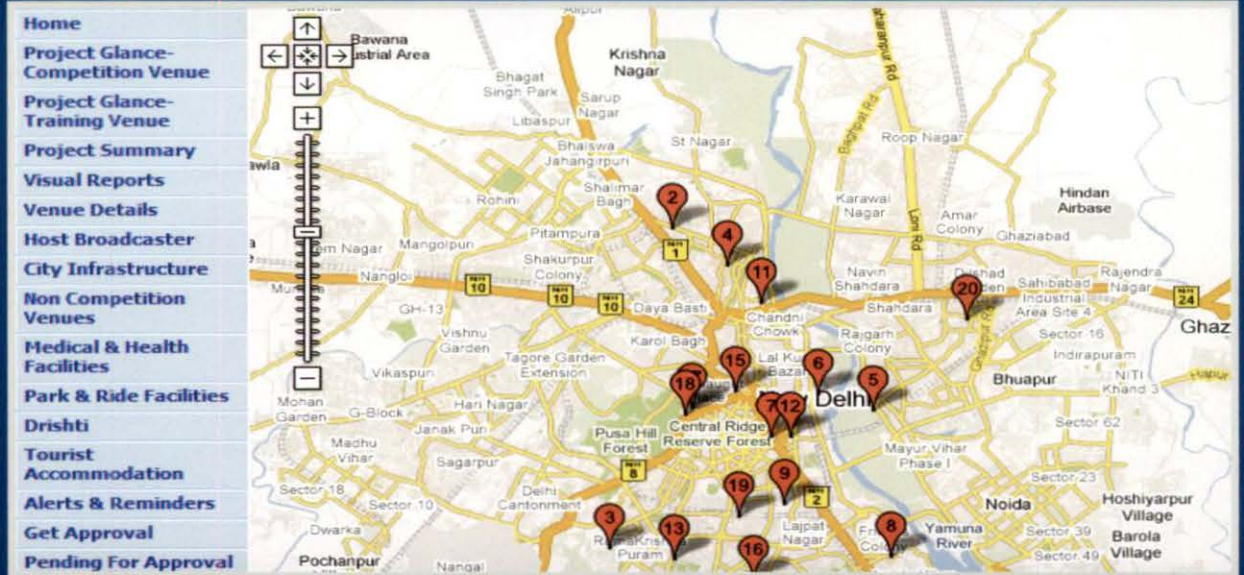 Home
Project Glance-
Competition Venue
Project Glance-
Training Venue
Project Summary
Visual Reports
Venue Details
Host Broadcaster
City Infrastructure
Non Competition
Venues
Medical & Health
Facilities
Park & Ride Facilities
Drishti
Tourist
Accommodation
Alerts & Reminders
Get Approval
Pending For Approval
Bawana
Krishna
Nagar
Bhagat
Singh Park
Sarup
Nagar
Libaspur
Bhalswa
Jahangirpuri
St Nagar
Baghpat Rd
Roop Nagar
Shalimar
Bagh
Rohini
2
Karawal
Nagar
Loni Rd
Hindan
Airbase
Amar
Colony
Ghaziabad
Pitampura
4
1
Mangolpuri
Shakurpur
Colony
Nangloi
11
Navin
Shahdara
20
Sahibabad
Industrial
Area Site 4
Rajendra
Nagar
10
10
10
24
GH-13
Daya Basti
Chandni
Chowk
Shahdara
Sector 16
Vishnu
Garden
Karol Bagh
Rajgarh
Colony
Ghazipur Rd
Indirapuram
Vikaspuri
Tagore Garden
Extension
15
6
5
Bhuapur
NITI
Khand 3
18
Mohan
Garden
G-Block
Hari Nagar
7
12
Delhi
Janak Puri
Pusa Hill
Forest
Central Ridge
Reserve Forest
Sector 62
Madhu
Vihar
Sagarpur
8
Mayur Vihar
Phase I
Sector 18
Sector 10
Delhi
Cantonment
19
9
2
Sector 23
Noida
Hoshiyarpur
Village
Dwarka
3
13
Puram
16
Lajpat
Nagar
8
Colony
Yamuna
River
Sector 39
Barola
Village
Pochanpur
Nangal
Sector 49